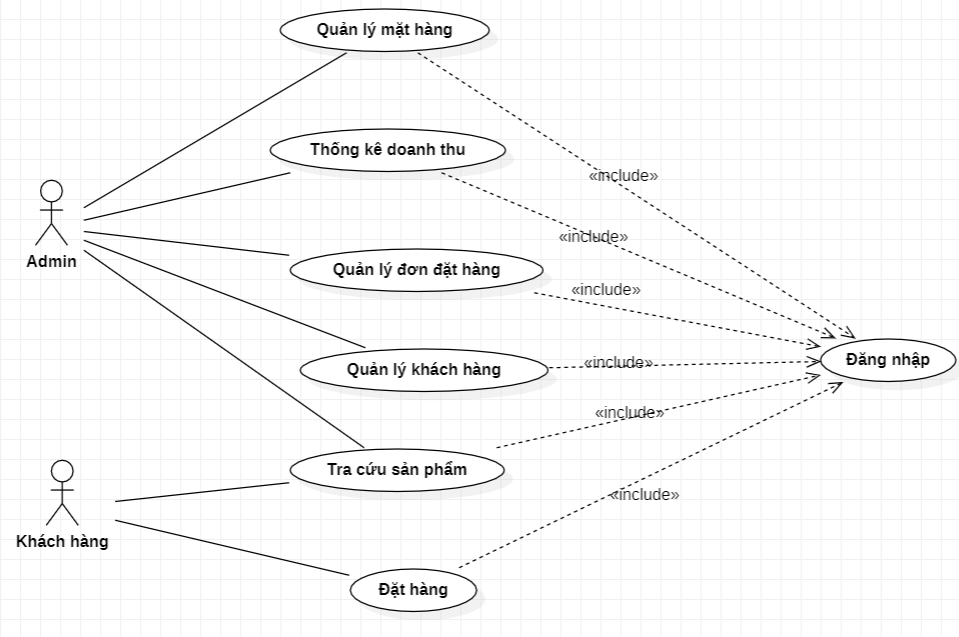 Quản lý mặt hàng
Thống kê doanh thu
«include»
Admin
«include»
Quản lý đơn đặt hàng
«include»
Quản lý khách hàng
«include»
Đăng nhập
Tra cứu sản phẩm
«include»
Khách hàng
«include»
Đặt hàng